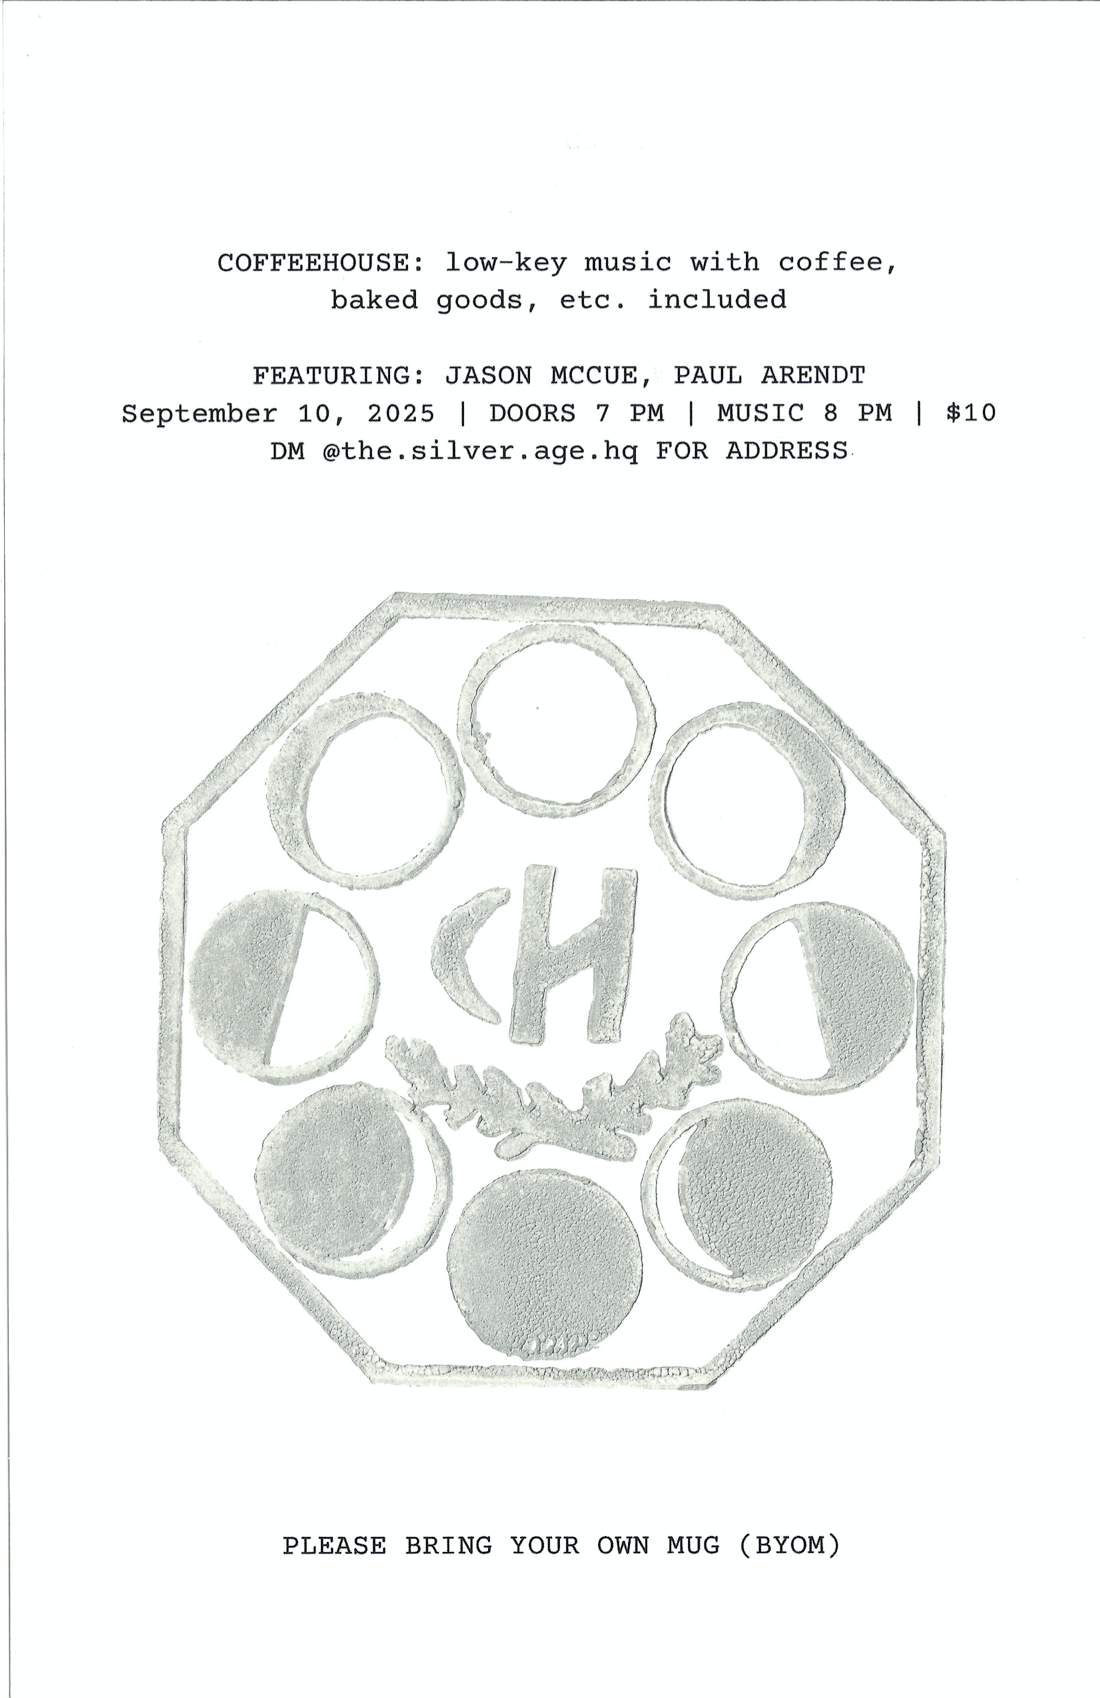 COFFEEHOUSE: low-key music with coffee,
baked goods, etc. included
FEATURING: JASON MCCUE, PAUL ARENDT
September 10, 2025 | DOORS 7 PM | MUSIC 8 PM | $10
DM @the.silver.age.hq FOR ADDRESS
CH
PLEASE BRING YOUR OWN MUG (BYOM)